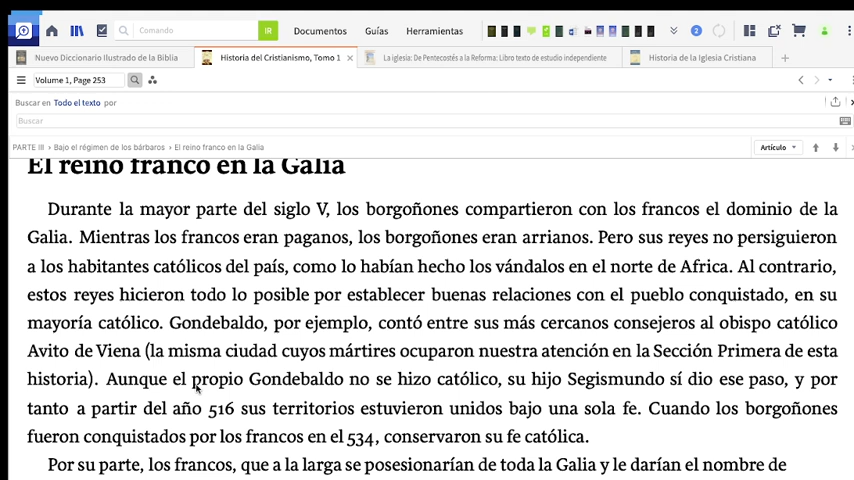 Comando
IR
Documentos
Guías
Herramientas
2
Nuevo Diccionario Ilustrado de la Biblia
Historia del Cristianismo, Tomo 1
La iglesia: De Pentecostés a la Reforma: Libro texto de estudio independiente
Historia de la Iglesia Cristiana
Volume 1, Page 253
Buscar en Todo el texto por
Buscar
PARTE III › Bajo el régimen de los bárbaros › El reino franco en la Galia
Artículo
El reino franco en la Galia
Durante la mayor parte del siglo V, los borgoñones compartieron con los francos el dominio de la
Galia. Mientras los francos eran paganos, los borgoñones eran arrianos. Pero sus reyes no persiguieron
a los habitantes católicos del país, como lo habían hecho los vándalos en el norte de Africa. Al contrario,
estos reyes hicieron todo lo posible por establecer buenas relaciones con el pueblo conquistado, en su
mayoría católico. Gondebaldo, por ejemplo, contó entre sus más cercanos consejeros al obispo católico
Avito de Viena (la misma ciudad cuyos mártires ocuparon nuestra atención en la Sección Primera de esta
historia). Aunque el propio Gondebaldo no se hizo católico, su hijo Segismundo sí dio ese paso, y por
tanto a partir del año 516 sus territorios estuvieron unidos bajo una sola fe. Cuando los borgoñones
fueron conquistados por los francos en el 534, conservaron su fe católica.
Por su parte, los francos, que a la larga se posesionarían de toda la Galia y le darían el nombre de